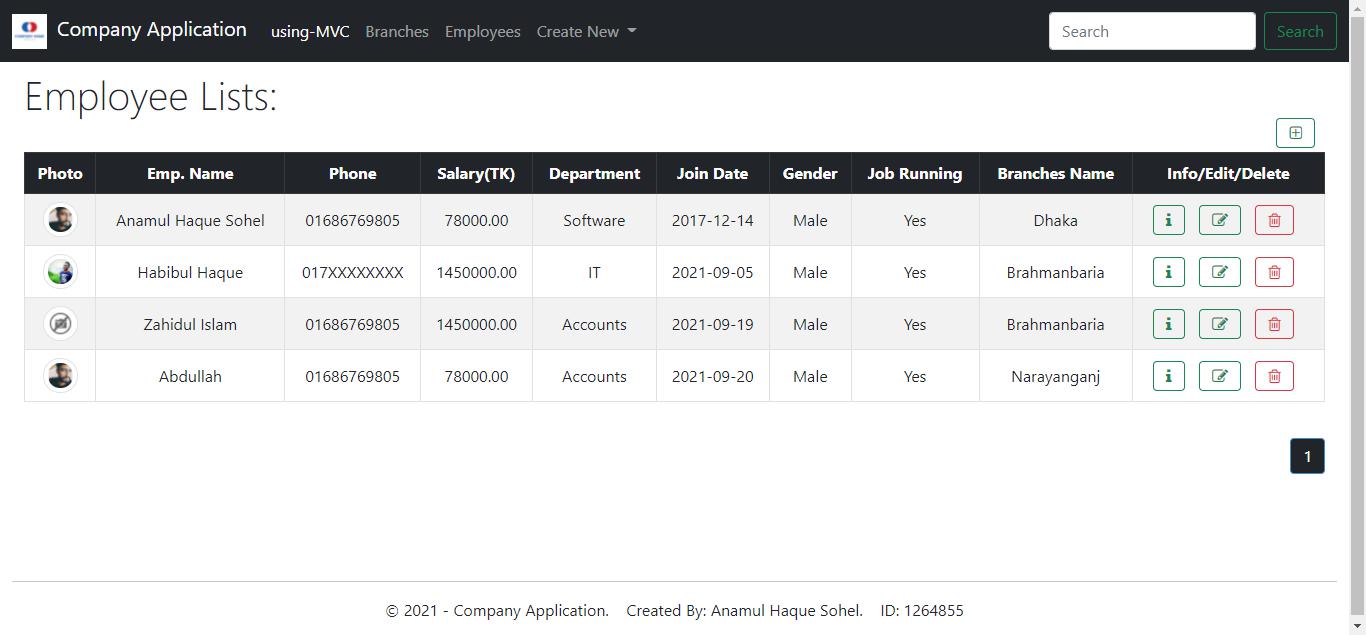 Company Application using-MVC Branches Employees Create New Search Search
Employee Lists:
Photo Emp. Name Phone Salary(TK) Department Join Date Gender Job Running Branches Name Info/Edit/Delete
Anamul Haque Sohel 01686769805 78000.00 Software 2017-12-14 Male Yes Dhaka
Habibul Haque 017XXXXXXXX 1450000.00 IT 2021-09-05 Male Yes Brahmanbaria
Zahidul Islam 01686769805 1450000.00 Accounts 2021-09-19 Male Yes Brahmanbaria
Abdullah 01686769805 78000.00 Accounts 2021-09-20 Male Yes Narayanganj
1
© 2021 - Company Application. Created By: Anamul Haque Sohel. ID: 1264855